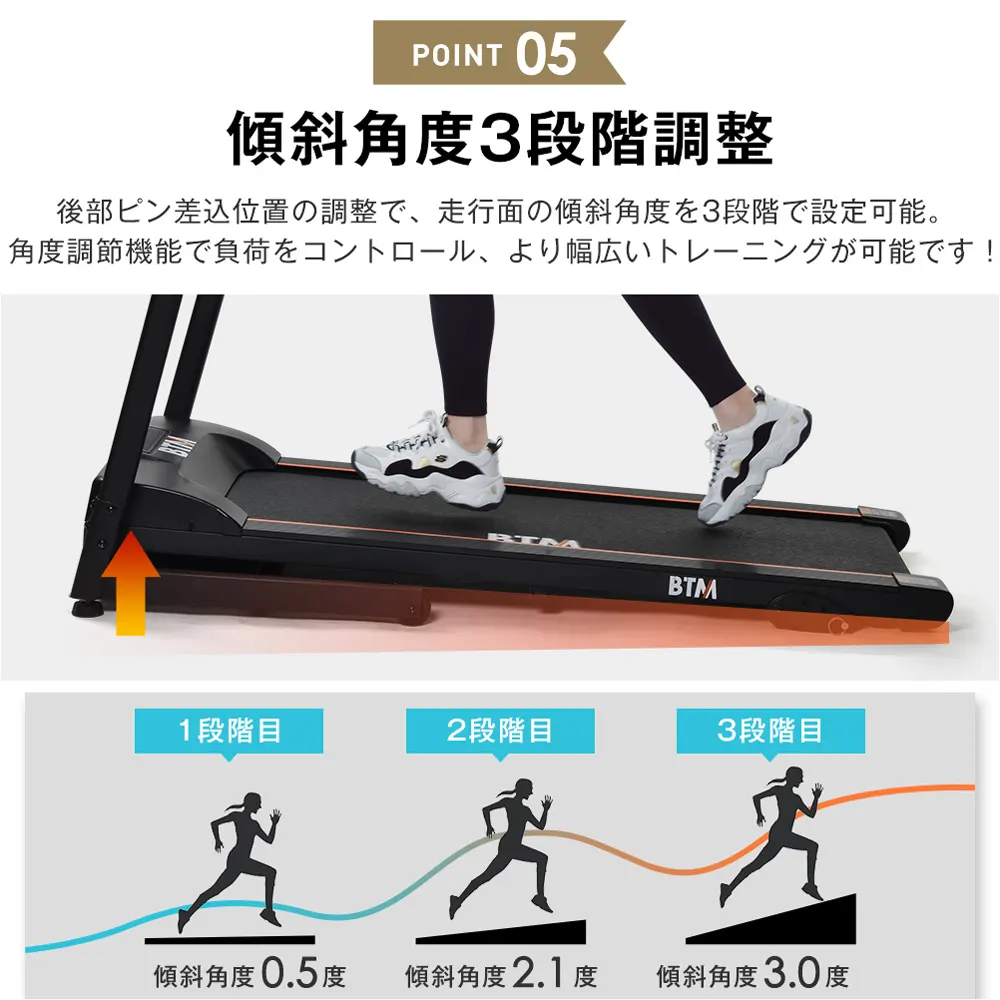 POINT 05
傾斜角度3段階調整
後部ピン差込位置の調整で、走行面の傾斜角度を3段階で設定可能。
角度調節機能で負荷をコントロール、より幅広いトレーニングが可能です!
BTM
BTM
BTM
1段階目
2段階目
3段階目
傾斜角度0.5度
傾斜角度2.1度
傾斜角度3.0度